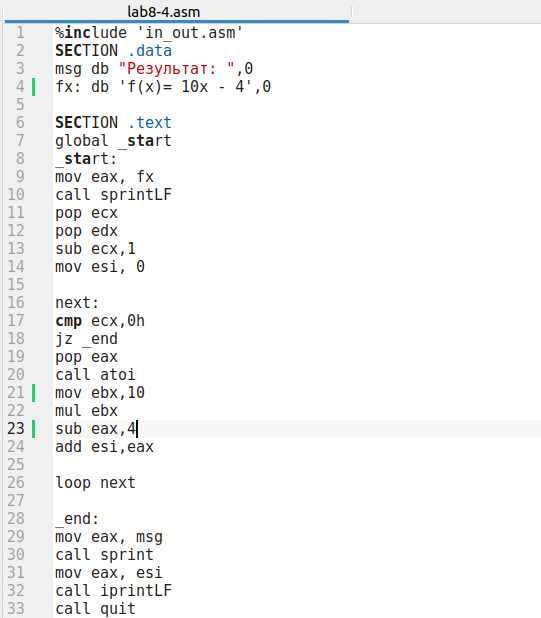 lab8-4.asm
1 %include 'in_out.asm'
2 SECTION .data
3 msg db "Результат: ",0
4 fx: db 'f(x)= 10x - 4',0
5
6 SECTION .text
7 global _start
8 _start:
9 mov eax, fx
10 call sprintLF
11 pop ecx
12 pop edx
13 sub ecx,1
14 mov esi, 0
15
16 next:
17 cmp ecx,0h
18 jz _end
19 pop eax
20 call atoi
21 mov ebx,10
22 mul ebx
23 sub eax,4
24 add esi,eax
25
26 loop next
27
28 _end:
29 mov eax, msg
30 call sprint
31 mov eax, esi
32 call iprintLF
33 call quit